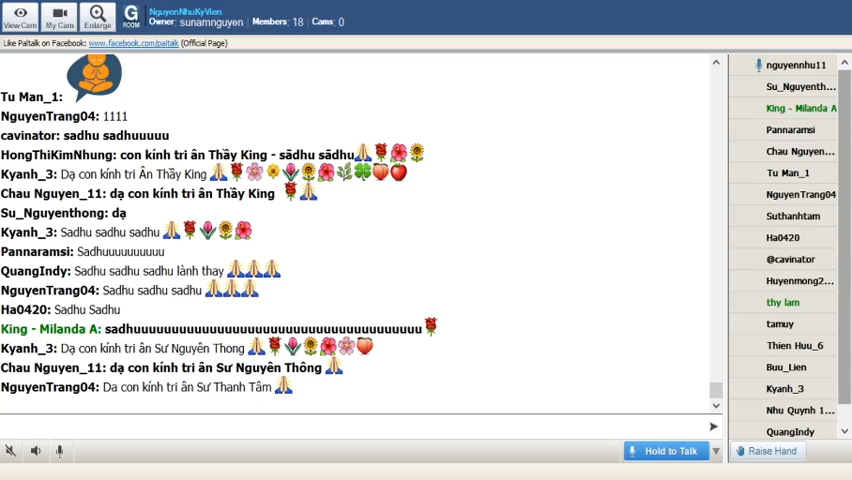 View Cam
My Cam
Enlarge
G
ROOM
NguyenNhuKyVien
Owner: sunamnguyen Members: 18 Cams: 0
Like Paltalk on Facebook: www.facebook.com/paltalk (Official Page)
Tu Man_1:
NguyenTrang04: 1111
cavinator: sadhu sadhuuuuu
HongThiKimNhung: con kính tri ân Thầy King - sādhu sādhu
Kyanh_3: Dạ con kính tri Ân Thầy King
Chau Nguyen_11: dạ con kính tri ân Thầy King
Su_Nguyenthong: dạ
Kyanh_3: Sadhu sadhu sadhu
Pannaramsi: Sadhuuuuuuuuuu
QuangIndy: Sadhu sadhu sadhu lành thay
NguyenTrang04: Sadhu sadhu sadhu
Ha0420: Sadhu Sadhu
King - Milanda A: sadhuuuuuuuuuuuuuuuuuuuuuuuuuuuuuuuuuuuuuu
Kyanh_3: Dạ con kính tri ân Sư Nguyên Thong
Chau Nguyen_11: dạ con kính tri ân Sư Nguyên Thông
NguyenTrang04: Da con kính tri ân Sư Thanh Tâm
Hold to Talk
nguyennhu11
Su_Nguyenth...
King - Milanda A
Pannaramsi
Chau Nguyen...
Tu Man_1
NguyenTrang04
Suthanhtam
Ha0420
@cavinator
Huyenmong2...
thy lam
tamuy
Thien Huu_6
Buu_Lien
Kyanh_3
Nhu Quynh 1...
QuangIndy
Raise Hand